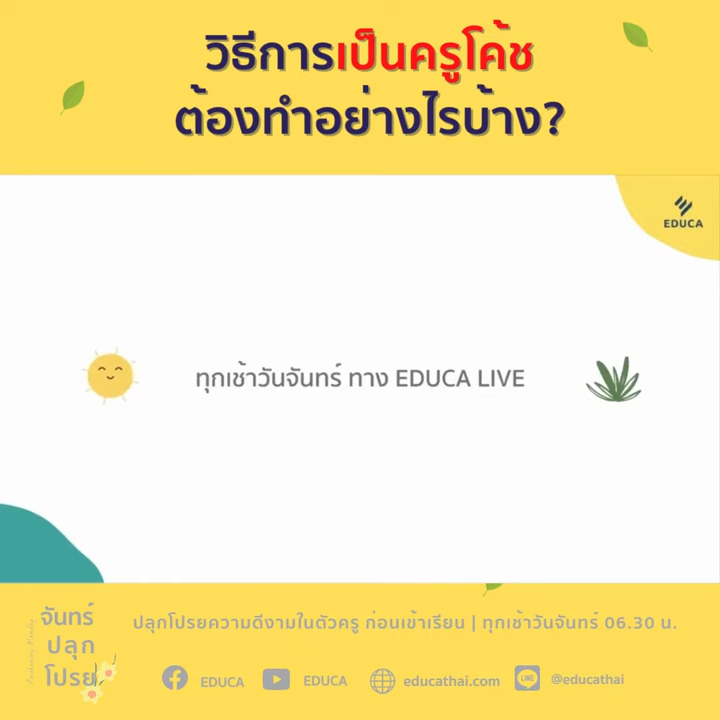 วิธีการเป็นครูโค้ช
ต้องทำอย่างไรบ้าง?
EDUCA
ทุกเช้าวันจันทร์ ทาง EDUCA LIVE
จันทร์
ปลุก
โปรย
ปลุกโปรยความดีงามในตัวครู ก่อนเข้าเรียน | ทุกเช้าวันจันทร์ 06.30 น.
EDUCA
EDUCA
educathai.com
LINE
@educathai